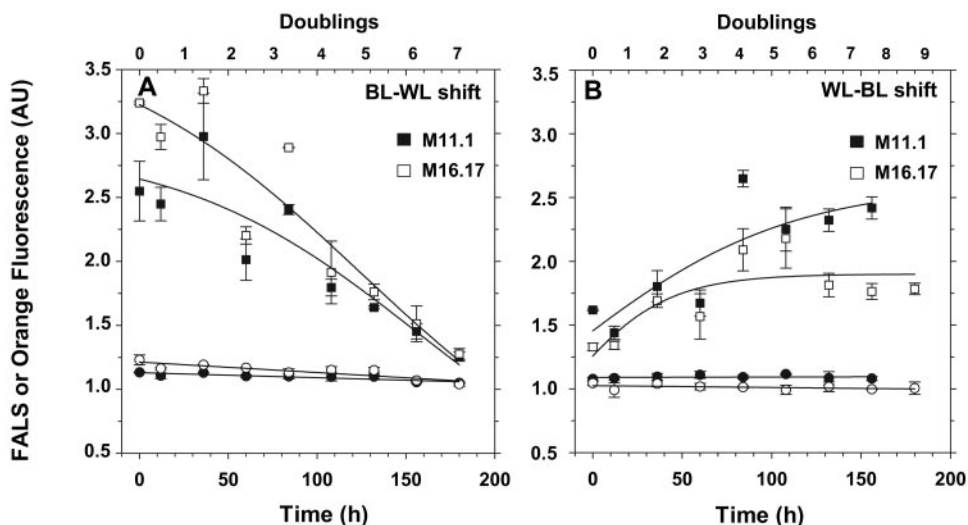 Doublings
Doublings
0 1 2 3 4 5 6 7
0 1 2 3 4 5 6 7 8 9
FALS or Orange Fluorescence (AU)
3.5
3.0
2.5
2.0
1.5
1.0
0.5
A
BL-WL shift
M11.1
M16.17
0 50 100 150 200
Time (h)
3.5
3.0
2.5
2.0
1.5
1.0
0.5
B
WL-BL shift
M11.1
M16.17
0 50 100 150 200
Time (h)